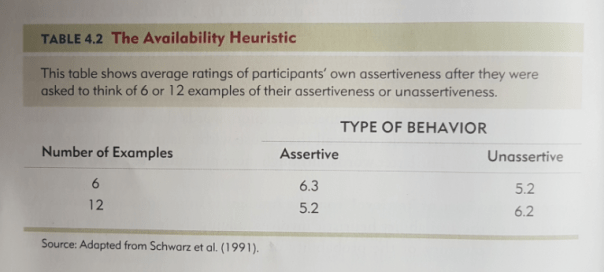 TABLE 4.2 The Availability Heuristic
This table shows average ratings of participants' own assertiveness after they were
asked to think of 6 or 12 examples of their assertiveness or unassertiveness.
TYPE OF BEHAVIOR
Number of Examples Assertive Unassertive
6 6.3 5.2
12 5.2 6.2
Source: Adapted from Schwarz et al. (1991).